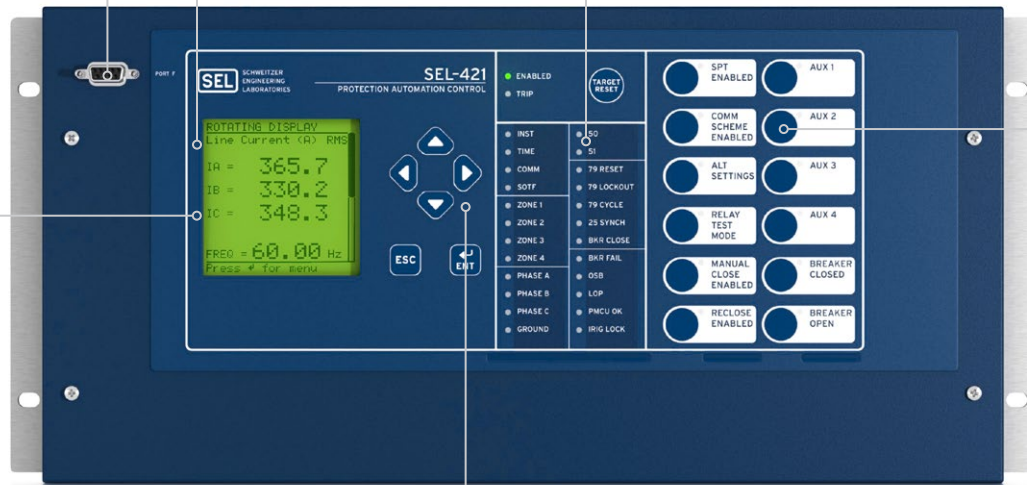 PORT F
SEL
SCHWEITZER
ENGINEERING
LABORATORIES
SEL-421
PROTECTION AUTOMATION CONTROL
ROTATING DISPLAY
Line Current (A) RMS
IA = 365.7
IB = 330.2
IC = 348.3
FREQ = 60.00 Hz
Press ↵ for menu
ESC
ENT
ENABLED
TRIP
TARGET
RESET
INST
TIME
COMM
SOTF
ZONE 1
ZONE 2
ZONE 3
ZONE 4
PHASE A
PHASE B
PHASE C
GROUND
50
51
79 RESET
79 LOCKOUT
79 CYCLE
25 SYNCH
BKR CLOSE
BKR FAIL
OSB
LOP
PMCU OK
IRIG LOCK
SPT
ENABLED
COMM
SCHEME
ENABLED
ALT
SETTINGS
RELAY
TEST
MODE
MANUAL
CLOSE
ENABLED
RECLOSE
ENABLED
AUX 1
AUX 2
AUX 3
AUX 4
BREAKER
CLOSED
BREAKER
OPEN